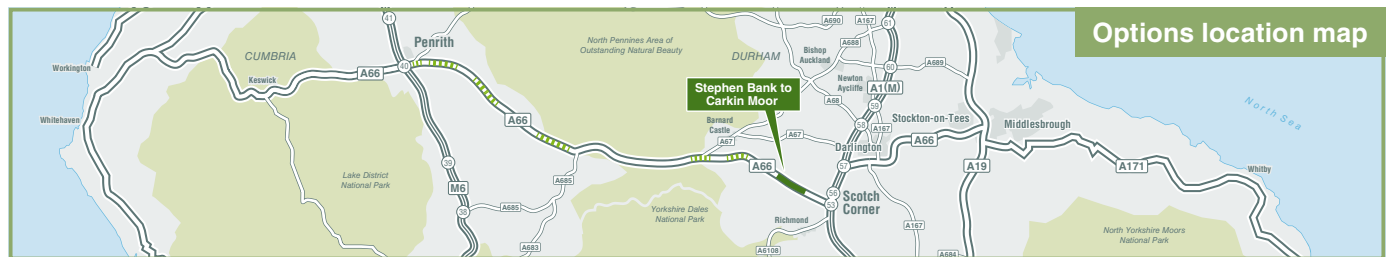 Options location map
41
A690
A167
61
CUMBRIA
Penrith
North Pennines Area of
Outstanding Natural Beauty
DURHAM
Bishop
Auckland
A688
Workington
Keswick
A66
40
60
A689
Stephen Bank to
Carkin Moor
Newton
Aycliffe
A1(M)
A68
59
North Sea
Whitehaven
A66
Barnard
Castle
A67
A67
58
A167
Stockton-on-Tees
Middlesbrough
Darlington
A66
39
A66
57
A19
A171
Whitby
Lake District
National Park
M6
A685
56
53
Scotch
Corner
38
A685
Yorkshire Dales
National Park
Richmond
A167
North Yorkshire Moors
National Park
A683
A6108
A684